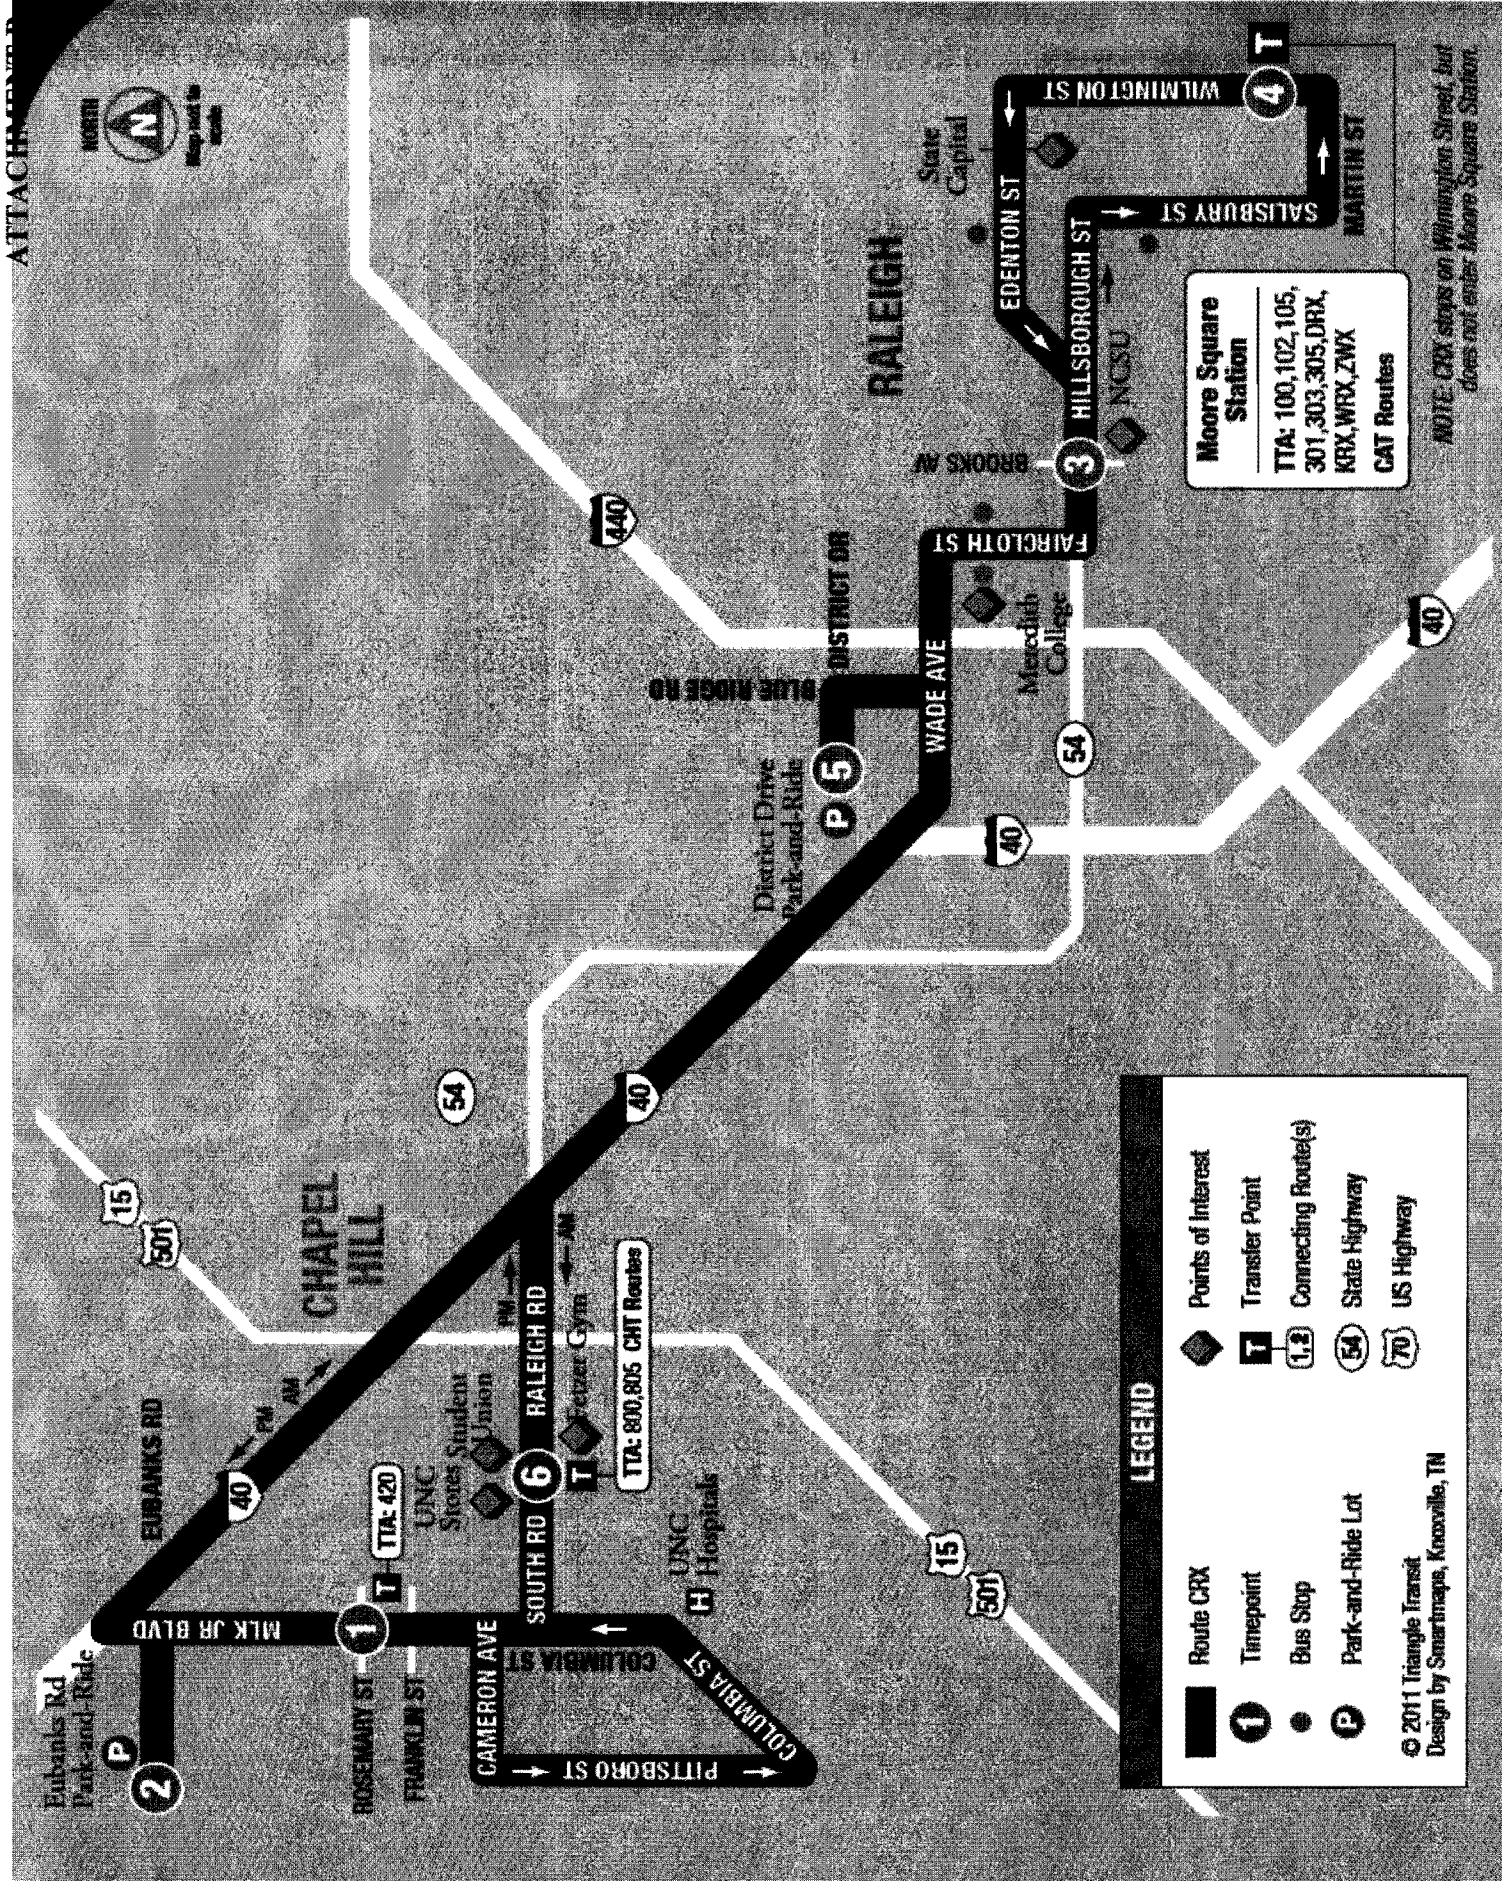 NORTH
N
Map not to
scale
Eubanks Rd
Park-and-Ride
P
2
EUBANKS RD
MLK JR BLVD
40
PM
AM
15
501
CHAPEL
HILL
ROSEMARY ST
1
T
TTA: 420
FRANKLIN ST
CAMERON AVE
PITTSBORO ST
COLUMBIA ST
COLUMBIA ST
SOUTH RD
6
RALEIGH RD
PM
AM
UNC
Stores
Student
Union
T
Fetzer Gym
TTA: 800,805 CHT Routes
H
UNC
Hospitals
15
501
54
40
District Drive
Park-and-Ride
P
5
BLUE RIDGE RD
DISTRICT DR
WADE AVE
440
40
54
40
Meredith
College
FAIRCLOTH ST
BROOKS AV
3
NCSU
RALEIGH
HILLSBOROUGH ST
EDENTON ST
State
Capital
SALISBURY ST
WILMINGTON ST
MARTIN ST
4
T
Moore Square
Station
TTA: 100,102,105,
301,303,305,DRX,
KRX,WRX,ZWX
CAT Routes
NOTE: CRX stops on Wilmington Street, but
does not enter Moore Square Station.
LEGEND
Route CRX
1 Timepoint
Bus Stop
P Park-and-Ride Lot
Points of Interest
T Transfer Point
1, 2 Connecting Route(s)
54 State Highway
70 US Highway
© 2011 Triangle Transit
Design by Smartmaps, Knoxville, TN